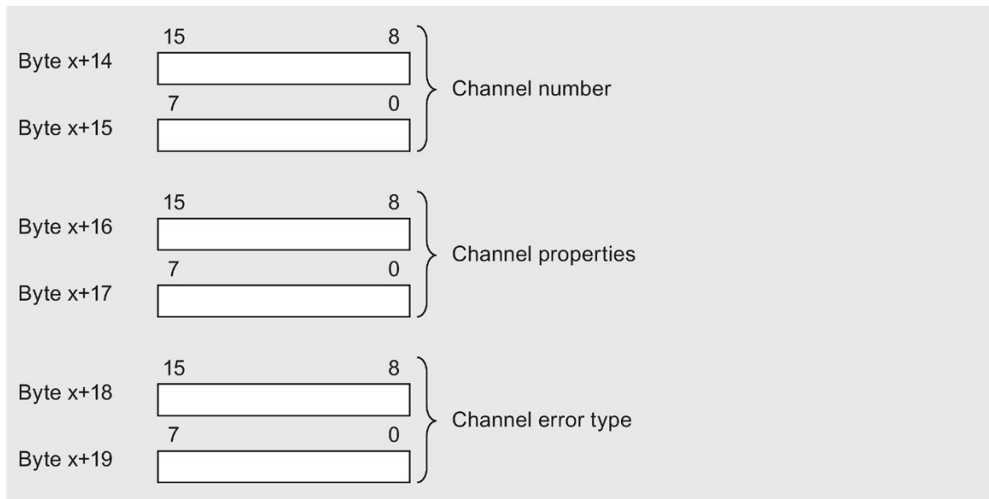 15 8
Byte x+14
Channel number
7 0
Byte x+15
15 8
Byte x+16
Channel properties
7 0
Byte x+17
15 8
Byte x+18
Channel error type
7 0
Byte x+19